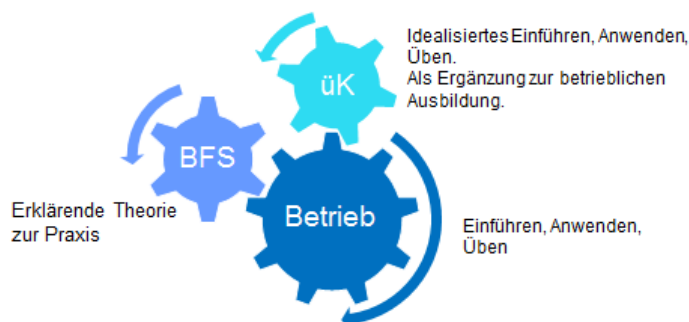 Idealisiertes Einführen, Anwenden,
Üben.
Als Ergänzung zur betrieblichen
Ausbildung.
üK
BFS
Erklärende Theorie
zur Praxis
Betrieb
Einführen, Anwenden,
Üben